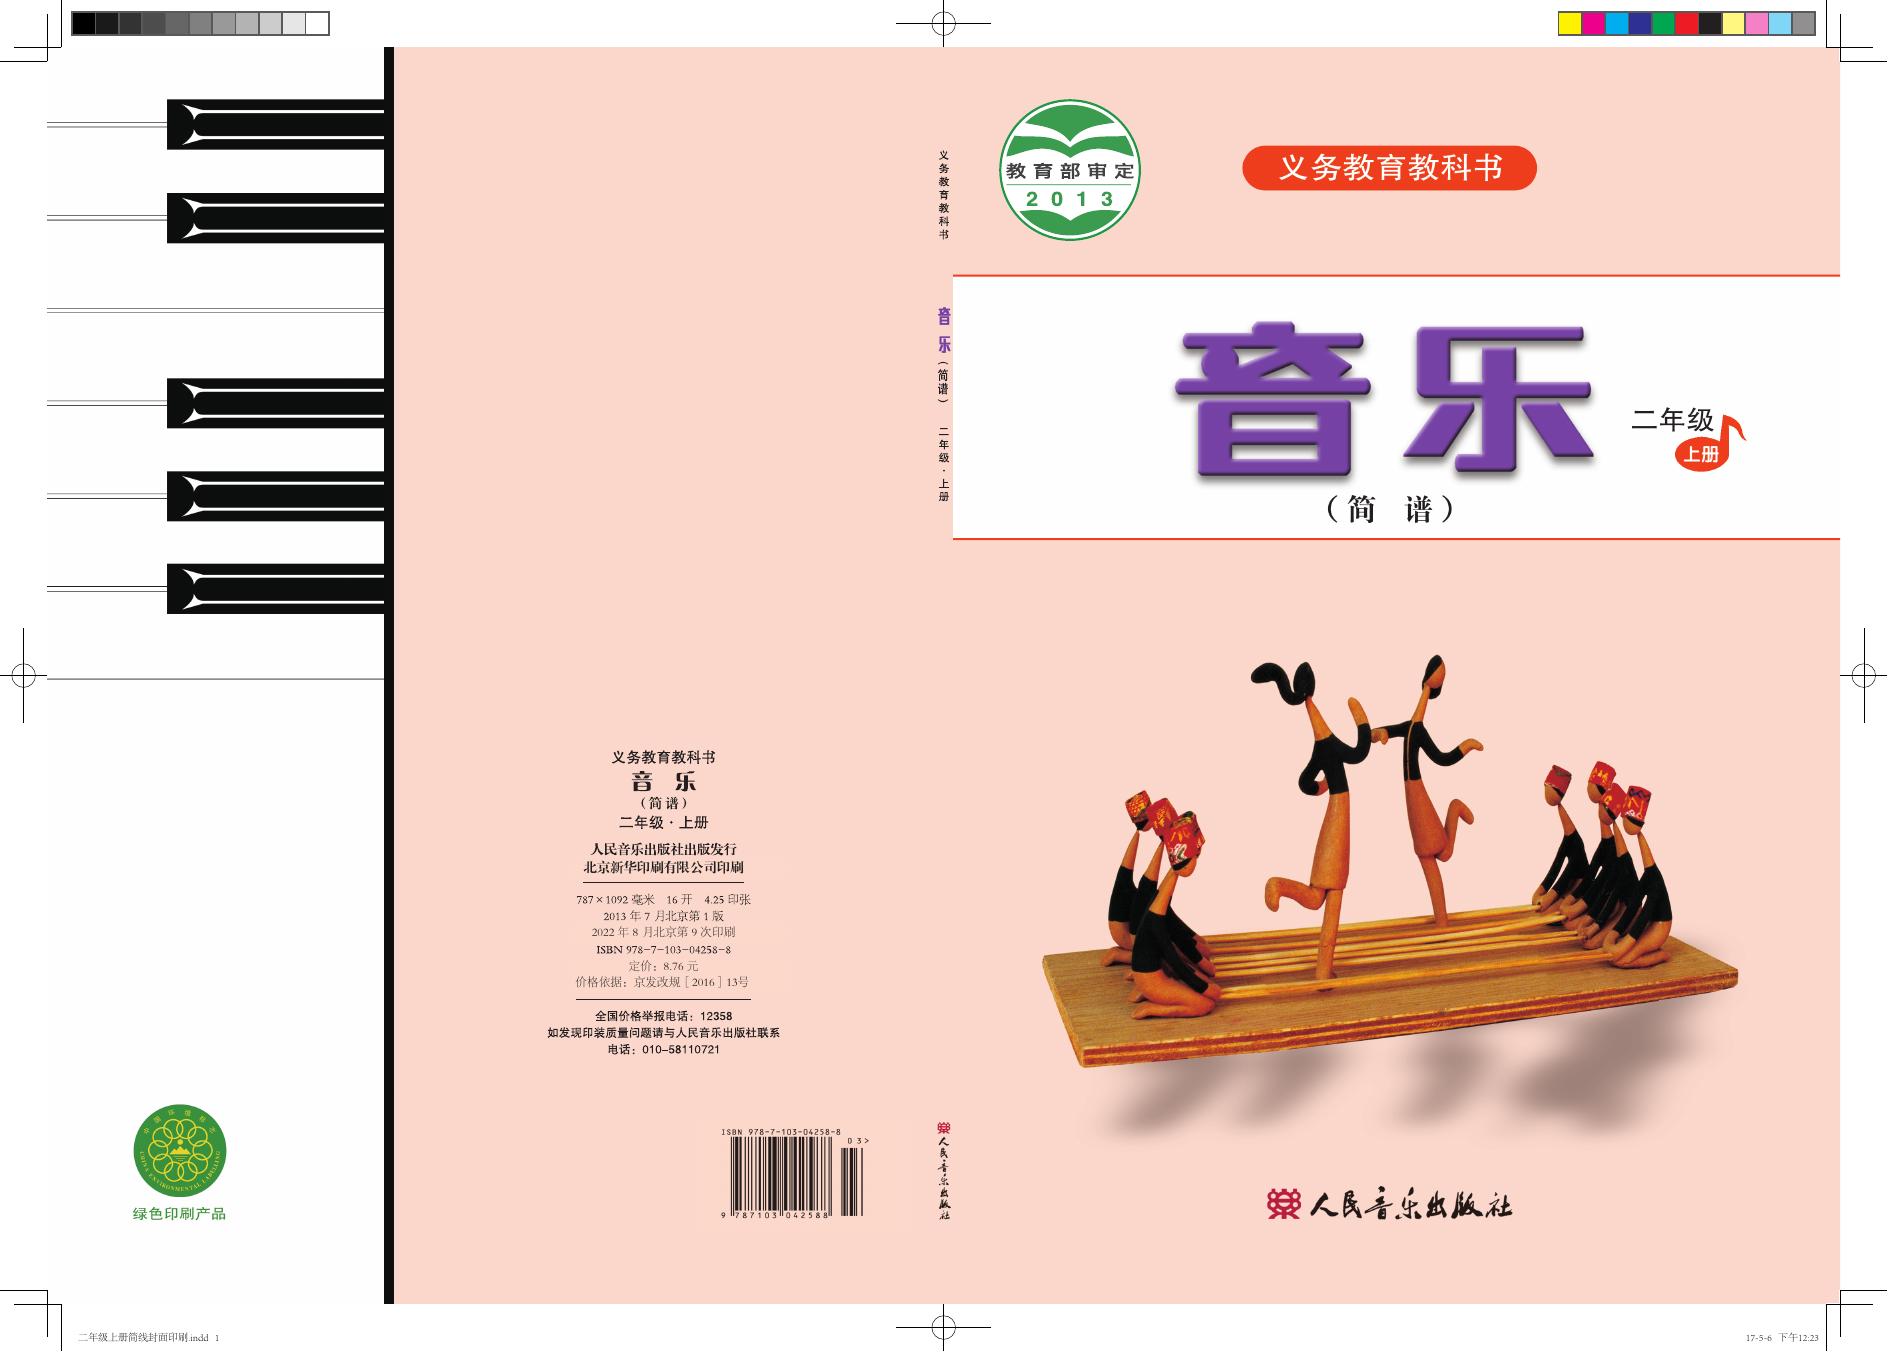 教育部审定
2013
义务教育教科书
音乐
二年级
上册
（简 谱）
人民音乐出版社
义务教育教科书
音乐（简谱） 二年级·上册
人民音乐出版社
义务教育教科书
音 乐
（简 谱）
二年级·上册
人民音乐出版社出版发行
北京新华印刷有限公司印刷
787×1092 毫米 16 开 4.25 印张
2013 年 7 月北京第 1 版
2022 年 8 月北京第 9 次印刷
ISBN 978-7-103-04258-8
定价：8.76 元
价格依据：京发改规［2016］13号
全国价格举报电话：12358
如发现印装质量问题请与人民音乐出版社联系
电话：010-58110721
ISBN 978-7-103-04258-8
03>
9 787103 042588
中国环境标志
CHINA ENVIRONMENTAL LABELLING
绿色印刷产品
二年级上册简线封面印刷.indd 1
17-5-6 下午12:23